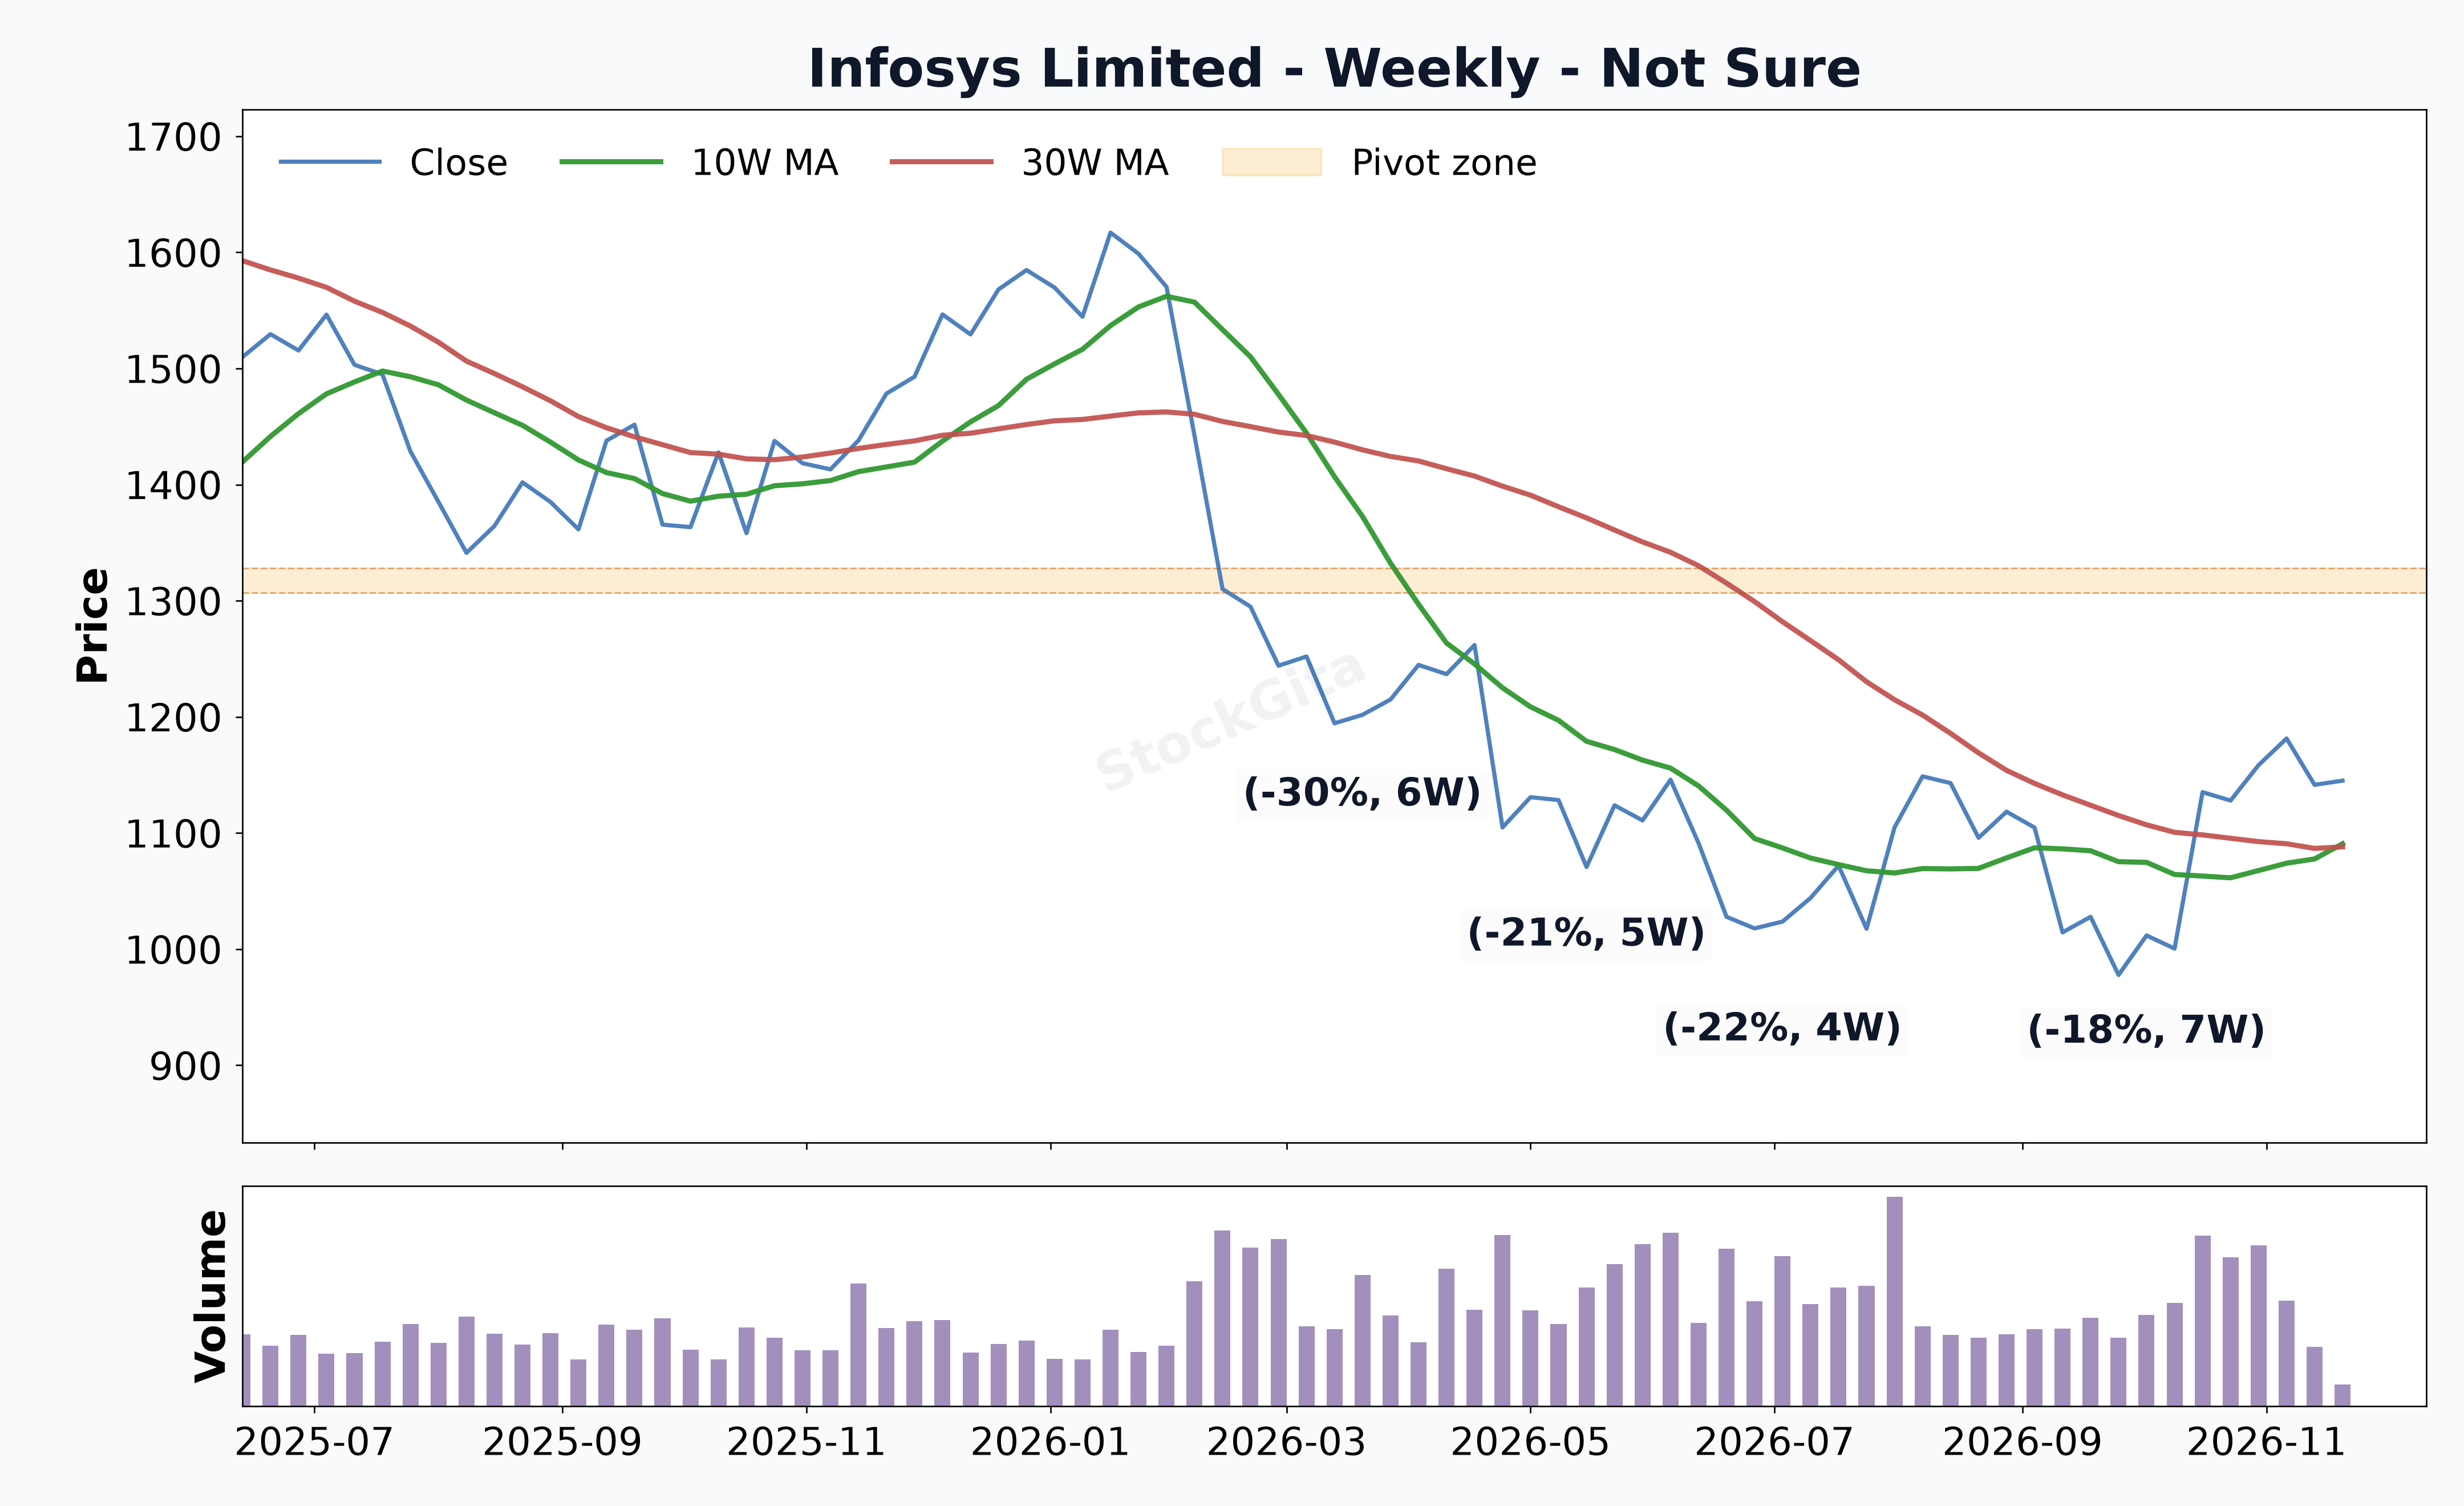 Infosys Limited - Weekly - Not Sure
Close 10W MA 30W MA Pivot zone
Price
1700
1600
1500
1400
1300
1200
1100
1000
900
StockGita
(-30%, 6W)
(-21%, 5W)
(-22%, 4W)
(-18%, 7W)
Volume
2025-07 2025-09 2025-11 2026-01 2026-03 2026-05 2026-07 2026-09 2026-11